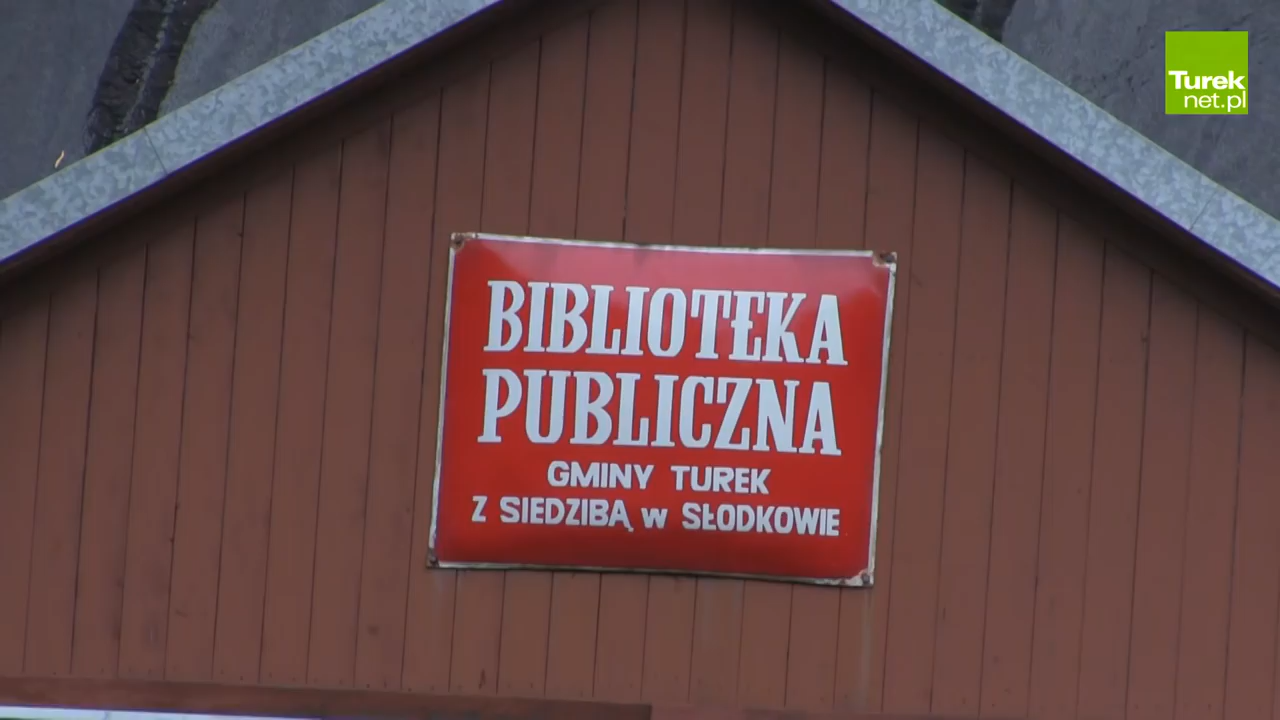 Turek
net.pl
BIBLIOTEKA
PUBLICZNA
GMINY TUREK
Z SIEDZIBĄ W SŁODKOWIE